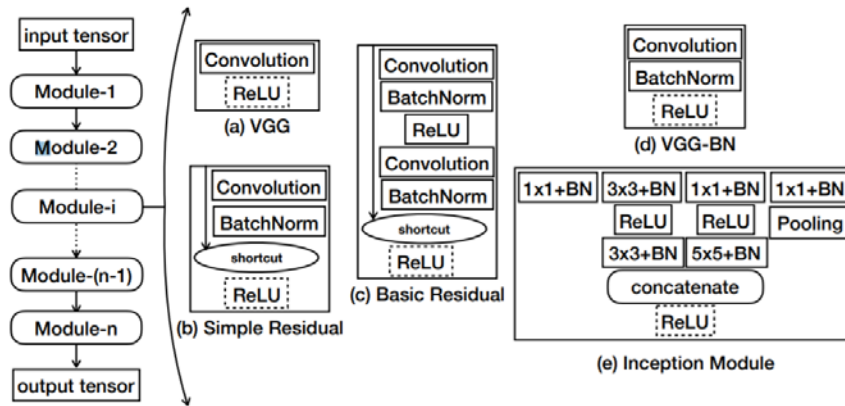 input tensor
Module-1
Module-2
Module-i
Module-(n-1)
Module-n
output tensor
Convolution
ReLU
(a) VGG
Convolution
BatchNorm
shortcut
ReLU
(b) Simple Residual
Convolution
BatchNorm
ReLU
Convolution
BatchNorm
shortcut
ReLU
(c) Basic Residual
Convolution
BatchNorm
ReLU
(d) VGG-BN
1x1+BN 3x3+BN 1x1+BN 1x1+BN
ReLU ReLU Pooling
3x3+BN 5x5+BN
concatenate
ReLU
(e) Inception Module